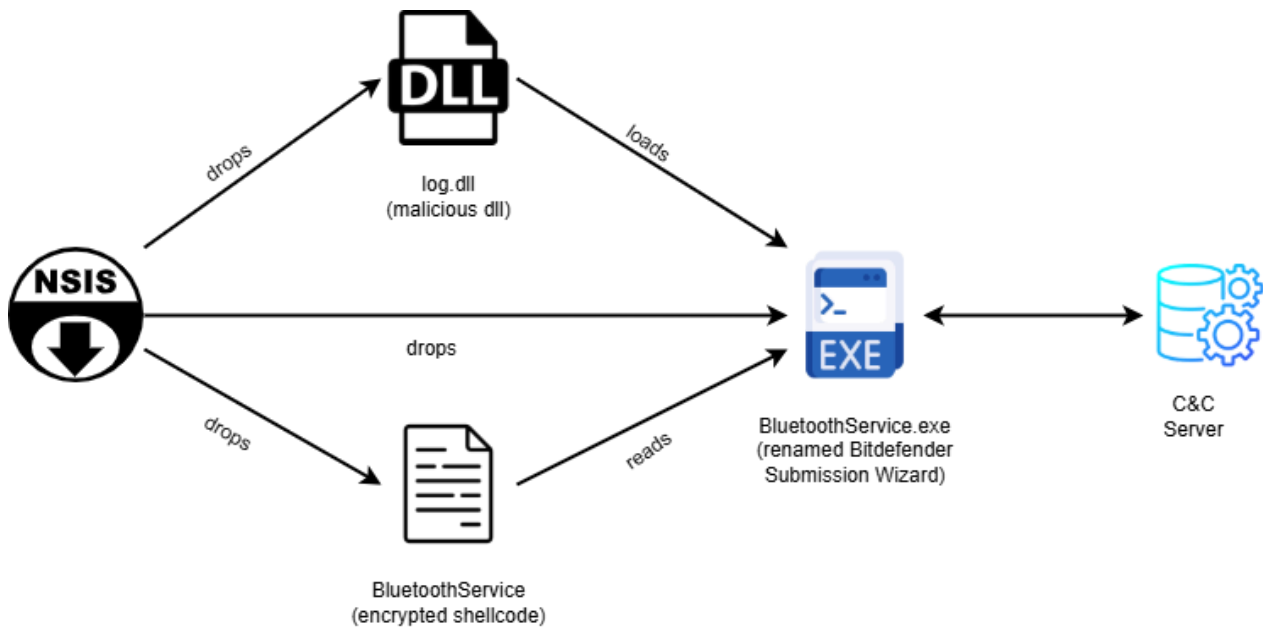 DLL
drops
loads
log.dll
(malicious dll)
NSIS
drops
EXE
C&C
Server
drops
reads
BluetoothService.exe
(renamed Bitdefender
Submission Wizard)
BluetoothService
(encrypted shellcode)